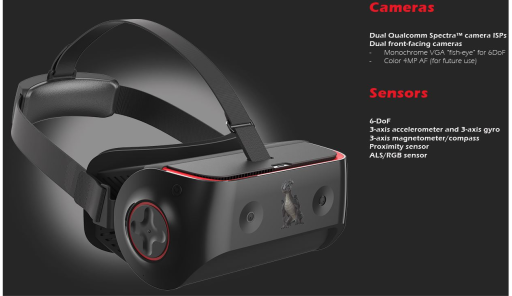 Cameras
Dual Qualcomm Spectra™ camera ISPs
Dual front-facing cameras
- Monochrome VGA "fish-eye" for 6DoF
- Color 4MP AF (for future use)
Sensors
6-DoF
3-axis accelerometer and 3-axis gyro
3-axis magnetometer/compass
Proximity sensor
ALS/RGB sensor